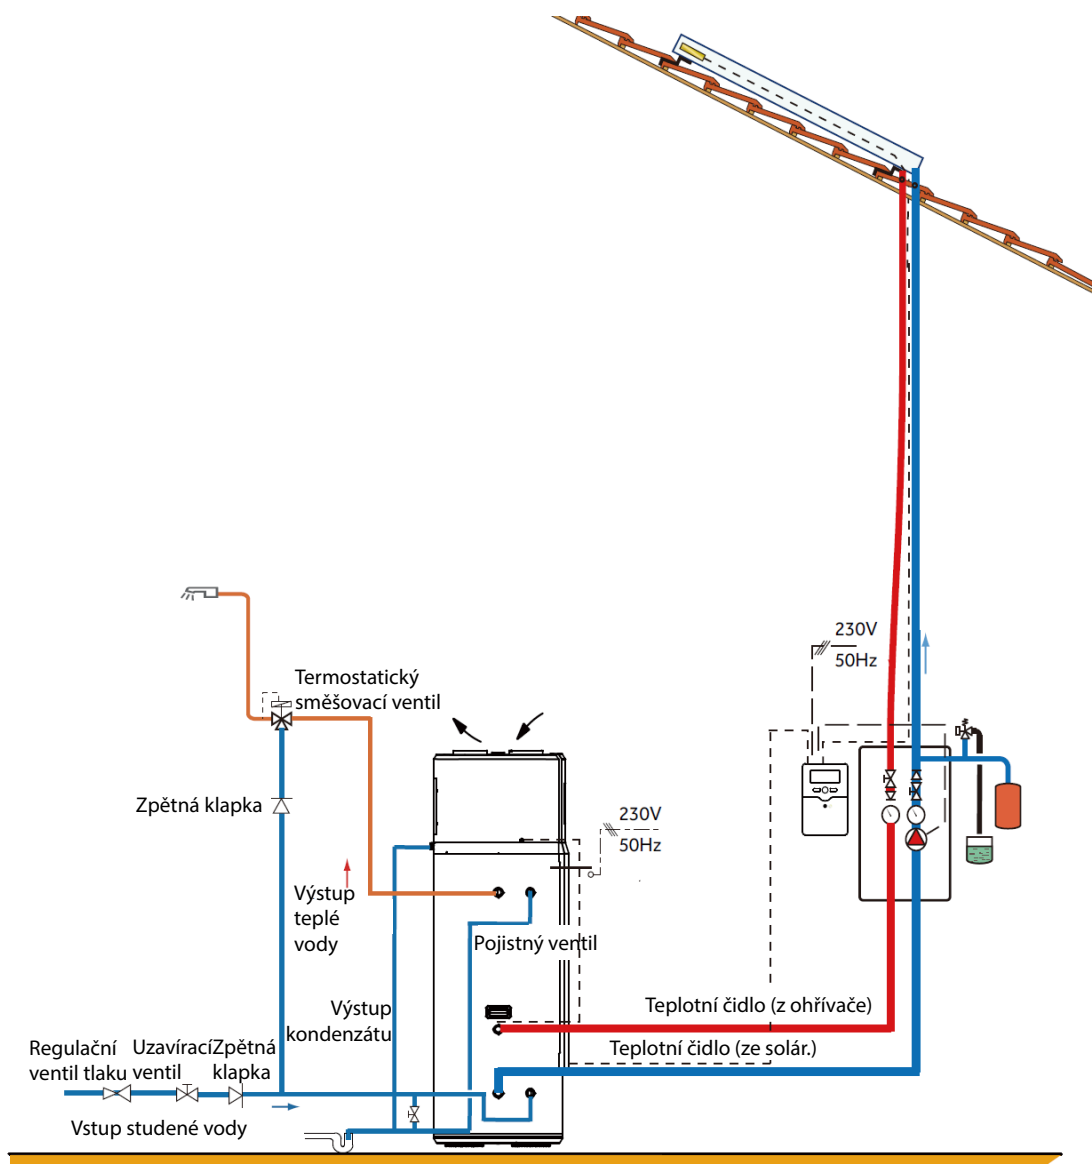 230V
50Hz
Termostatický
směšovací ventil
Zpětná klapka
230V
50Hz
Výstup
teplé
vody
Pojistný ventil
Výstup
kondenzátu
Teplotní čidlo (z ohřívače)
Teplotní čidlo (ze solár.)
Regulační
ventil tlaku
Uzavírací
ventil
Zpětná
klapka
Vstup studené vody